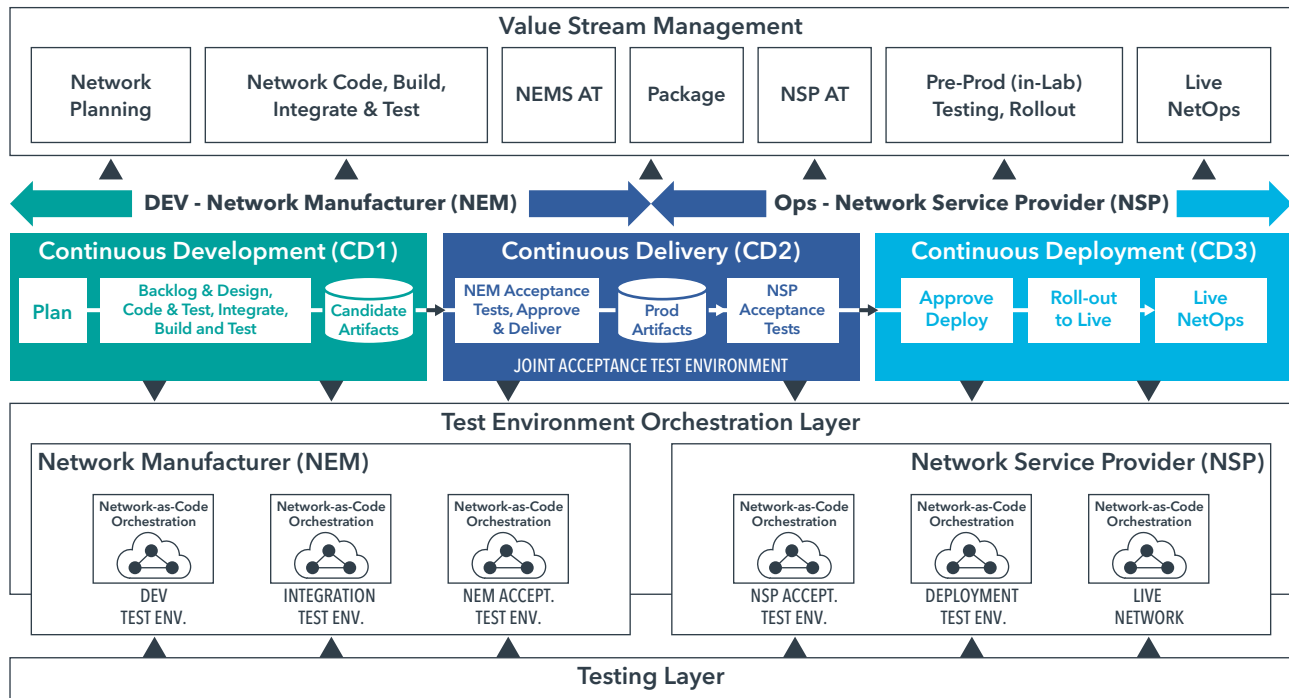 Value Stream Management
Network
Planning
Network Code, Build,
Integrate & Test
NEMS AT
Package
NSP AT
Pre-Prod (in-Lab)
Testing, Rollout
Live
NetOps
DEV - Network Manufacturer (NEM)
Ops - Network Service Provider (NSP)
Continuous Development (CD1)
Plan
Backlog & Design,
Code & Test, Integrate,
Build and Test
Candidate
Artifacts
Continuous Delivery (CD2)
NEM Acceptance
Tests, Approve
& Deliver
Prod
Artifacts
NSP
Acceptance
Tests
JOINT ACCEPTANCE TEST ENVIRONMENT
Continuous Deployment (CD3)
Approve
Deploy
Roll-out
to Live
Live
NetOps
Test Environment Orchestration Layer
Network Manufacturer (NEM)
Network-as-Code
Orchestration
DEV
TEST ENV.
Network-as-Code
Orchestration
INTEGRATION
TEST ENV.
Network-as-Code
Orchestration
NEM ACCEPT.
TEST ENV.
Network Service Provider (NSP)
Network-as-Code
Orchestration
NSP ACCEPT.
TEST ENV.
Network-as-Code
Orchestration
DEPLOYMENT
TEST ENV.
Network-as-Code
Orchestration
LIVE
NETWORK
Testing Layer